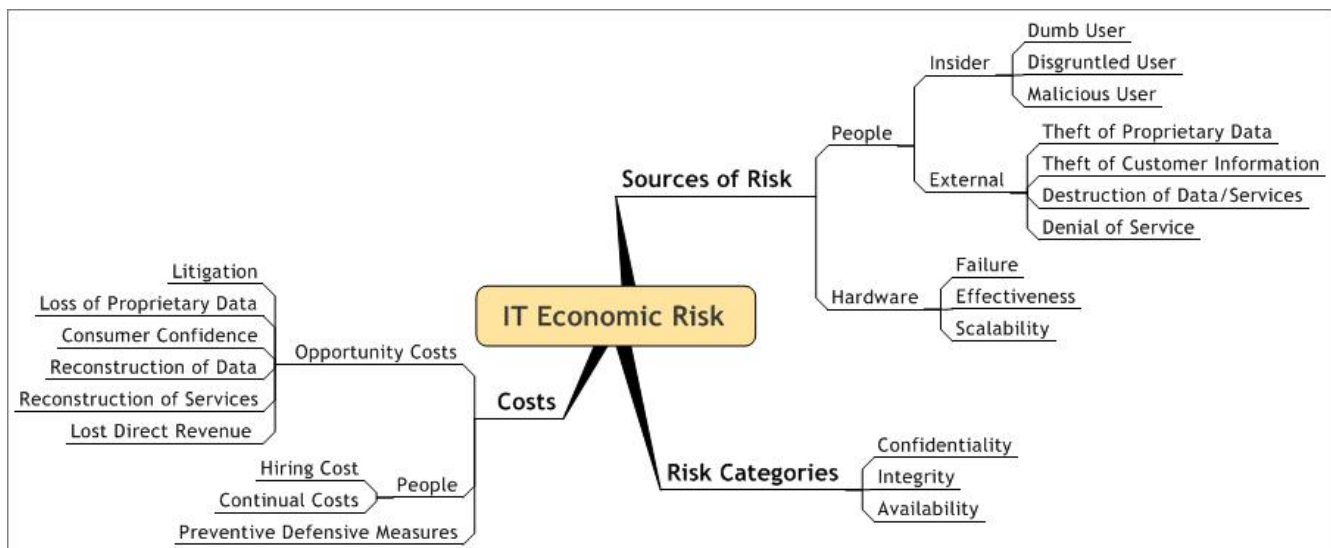 IT Economic Risk
Sources of Risk
People
Insider
Dumb User
Disgruntled User
Malicious User
External
Theft of Proprietary Data
Theft of Customer Information
Destruction of Data/Services
Denial of Service
Hardware
Failure
Effectiveness
Scalability
Risk Categories
Confidentiality
Integrity
Availability
Costs
Opportunity Costs
Litigation
Loss of Proprietary Data
Consumer Confidence
Reconstruction of Data
Reconstruction of Services
Lost Direct Revenue
People
Hiring Cost
Continual Costs
Preventive Defensive Measures